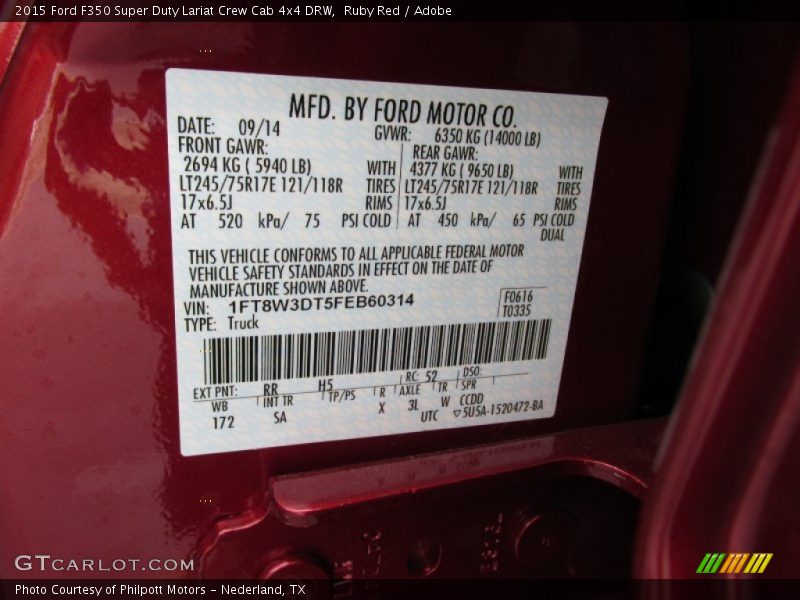 2015 Ford F350 Super Duty Lariat Crew Cab 4x4 DRW, Ruby Red / Adobe
MFD. BY FORD MOTOR CO.
DATE: 09/14 GVWR: 6350 KG (14000 LB)
FRONT GAWR: REAR GAWR:
2694 KG ( 5940 LB) WITH 4377 KG ( 9650 LB) WITH
LT245/75R17E 121/118R TIRES LT245/75R17E 121/118R TIRES
17x6.5J RIMS 17x6.5J RIMS
AT 520 kPa/ 75 PSI COLD AT 450 kPa/ 65 PSI COLD
DUAL
THIS VEHICLE CONFORMS TO ALL APPLICABLE FEDERAL MOTOR
VEHICLE SAFETY STANDARDS IN EFFECT ON THE DATE OF
MANUFACTURE SHOWN ABOVE.
VIN: 1FT8W3DT5FEB60314 F0616
TYPE: Truck T0335
EXT PNT: RR H5 RC: 52 DSO:
WB INT TR TP/PS R AXLE TR SPR
172 SA X 3L W CCDD
UTC ▽5U5A-1520472-BA
GTCARLOT.COM
Photo Courtesy of Philpott Motors - Nederland, TX